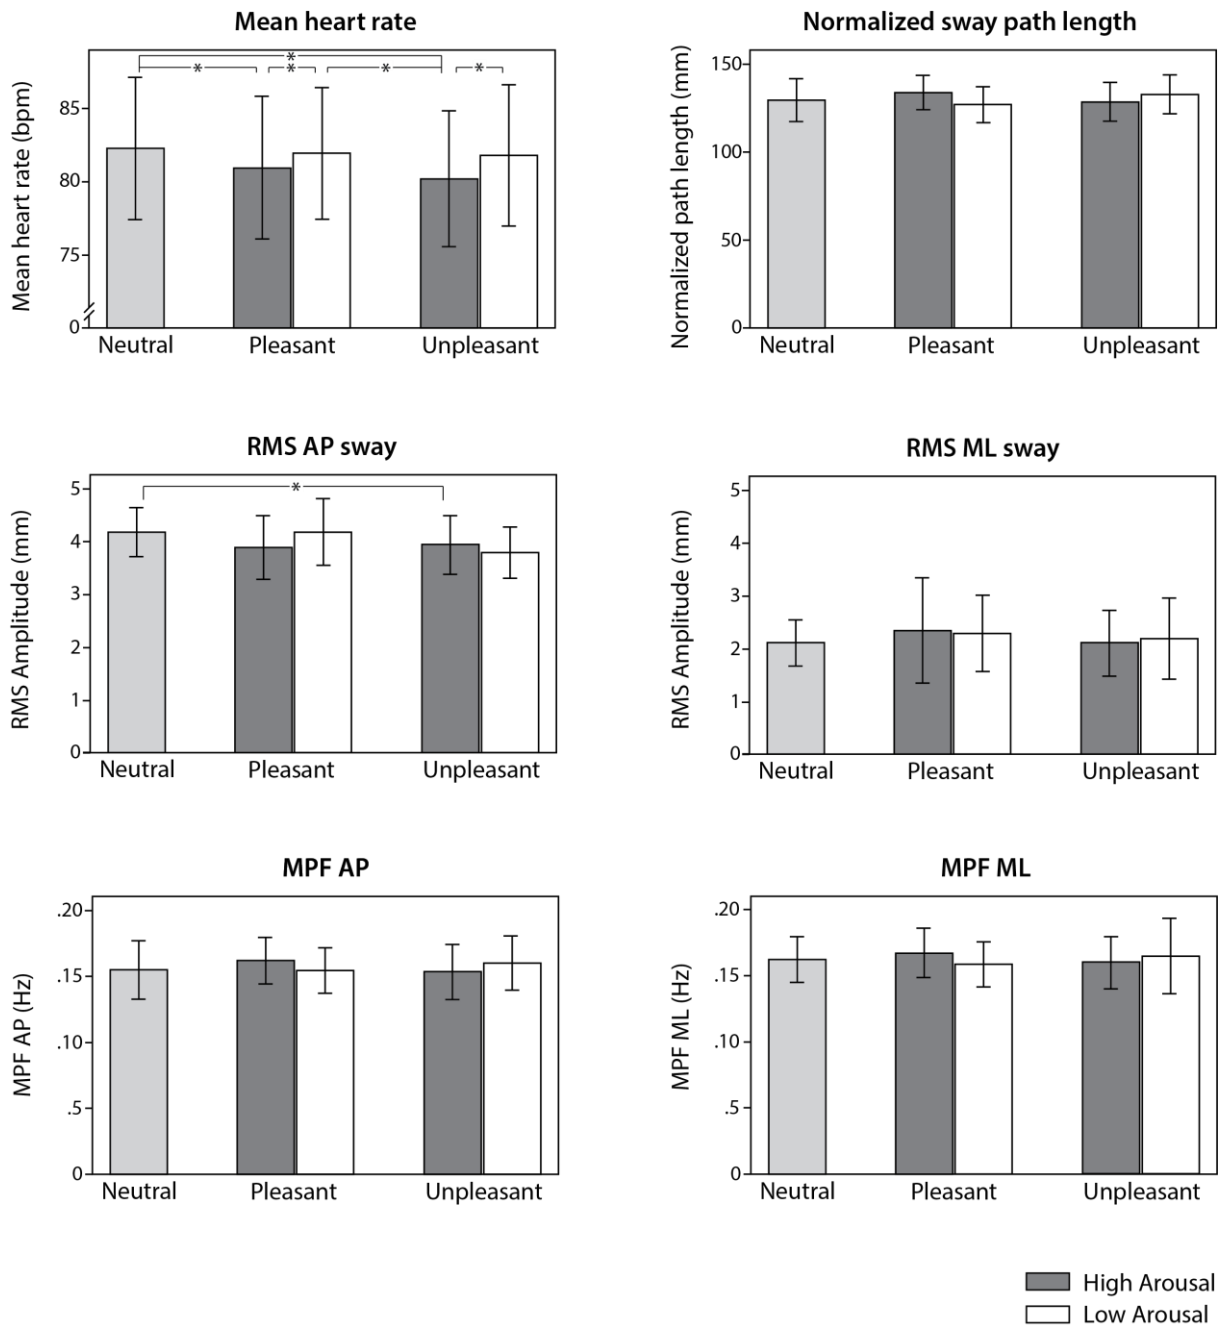 Mean heart rate
Mean heart rate (bpm)
85
80
75
0
*
* * * *
Neutral Pleasant Unpleasant
Normalized sway path length
Normalized path length (mm)
150
100
50
0
Neutral Pleasant Unpleasant
RMS AP sway
RMS Amplitude (mm)
5
4
3
2
1
0
*
Neutral Pleasant Unpleasant
RMS ML sway
RMS Amplitude (mm)
5
4
3
2
1
0
Neutral Pleasant Unpleasant
MPF AP
MPF AP (Hz)
.20
.15
.10
.5
0
Neutral Pleasant Unpleasant
MPF ML
MPF ML (Hz)
.20
.15
.10
.5
0
Neutral Pleasant Unpleasant
High Arousal
Low Arousal